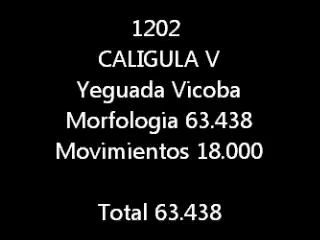 1202
CALIGULA V
Yeguada Vicoba
Morfologia 63.438
Movimientos 18.000
Total 63.438